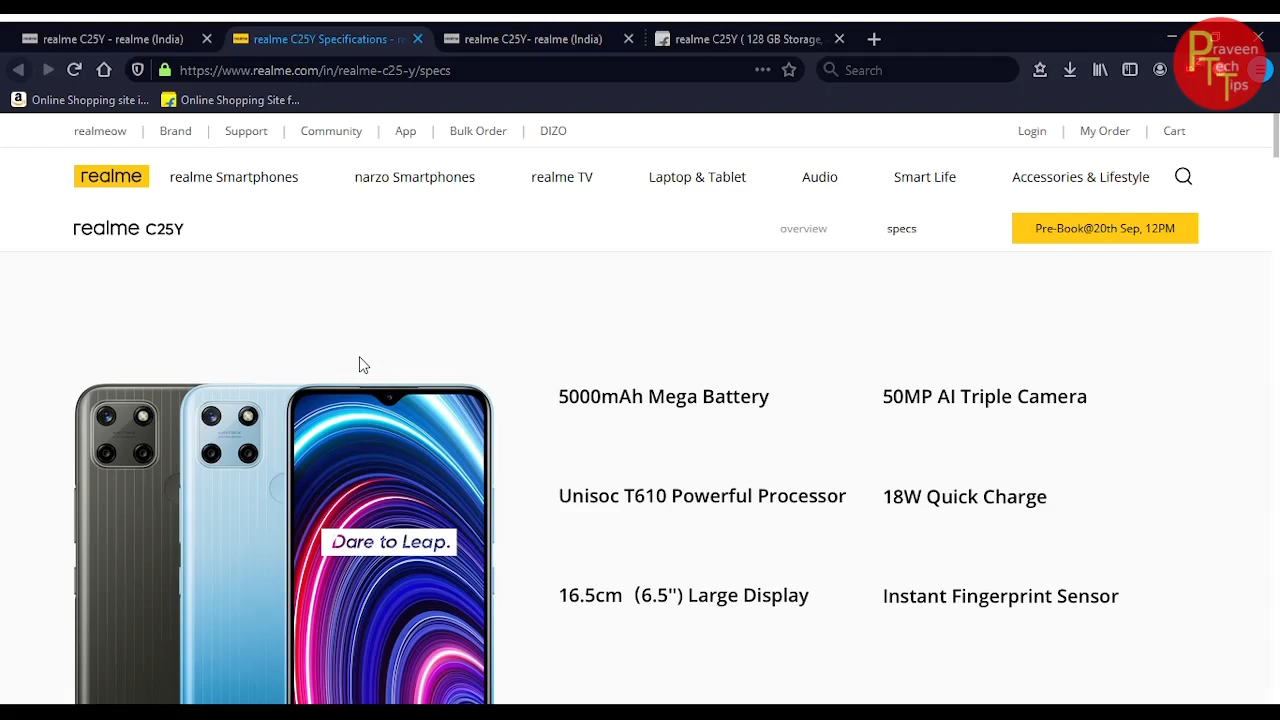 realme C25Y - realme (India)
realme C25Y Specifications - re
realme C25Y- realme (India)
realme C25Y ( 128 GB Storage,
Praveen
Tech
Tips
https://www.realme.com/in/realme-c25-y/specs
Search
Online Shopping site i...
Online Shopping Site f...
realmeow | Brand | Support | Community | App | Bulk Order | DIZO
Login | My Order | Cart
realme
realme Smartphones
narzo Smartphones
realme TV
Laptop & Tablet
Audio
Smart Life
Accessories & Lifestyle
realme C25Y
overview
specs
Pre-Book@20th Sep, 12PM
5000mAh Mega Battery
50MP AI Triple Camera
Unisoc T610 Powerful Processor
18W Quick Charge
Dare to Leap.
16.5cm（6.5") Large Display
Instant Fingerprint Sensor